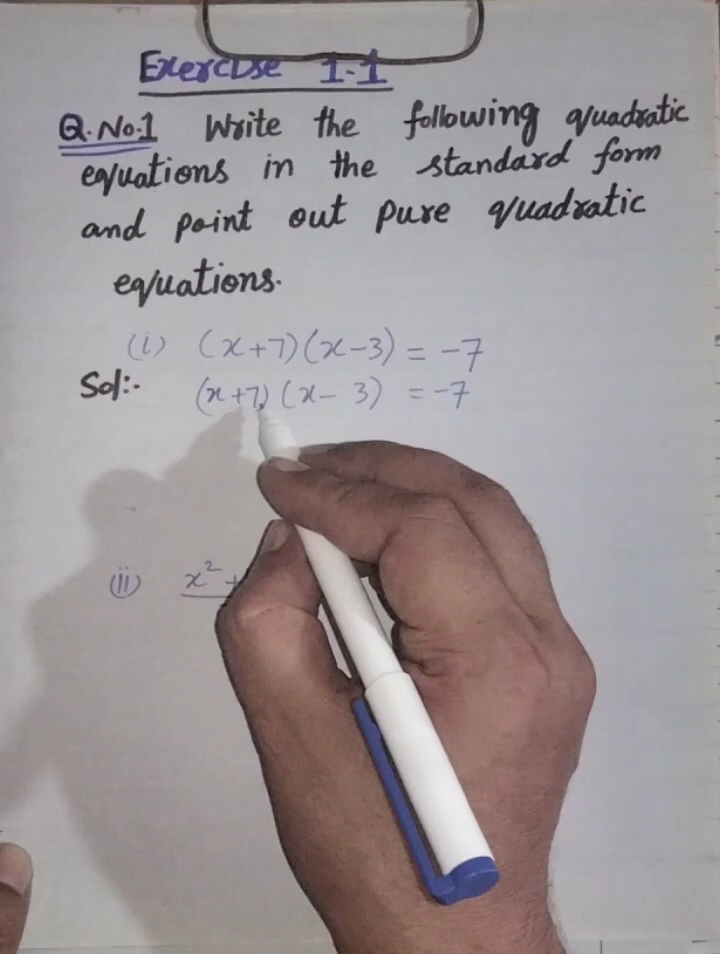 Exercise 1.1
Q.No.1 Write the following quadratic
equations in the standard form
and point out pure quadratic
equations.
(i) (x+7)(x-3) = -7
Sol:- (x+7)(x- 3) = -7
(ii) x² +